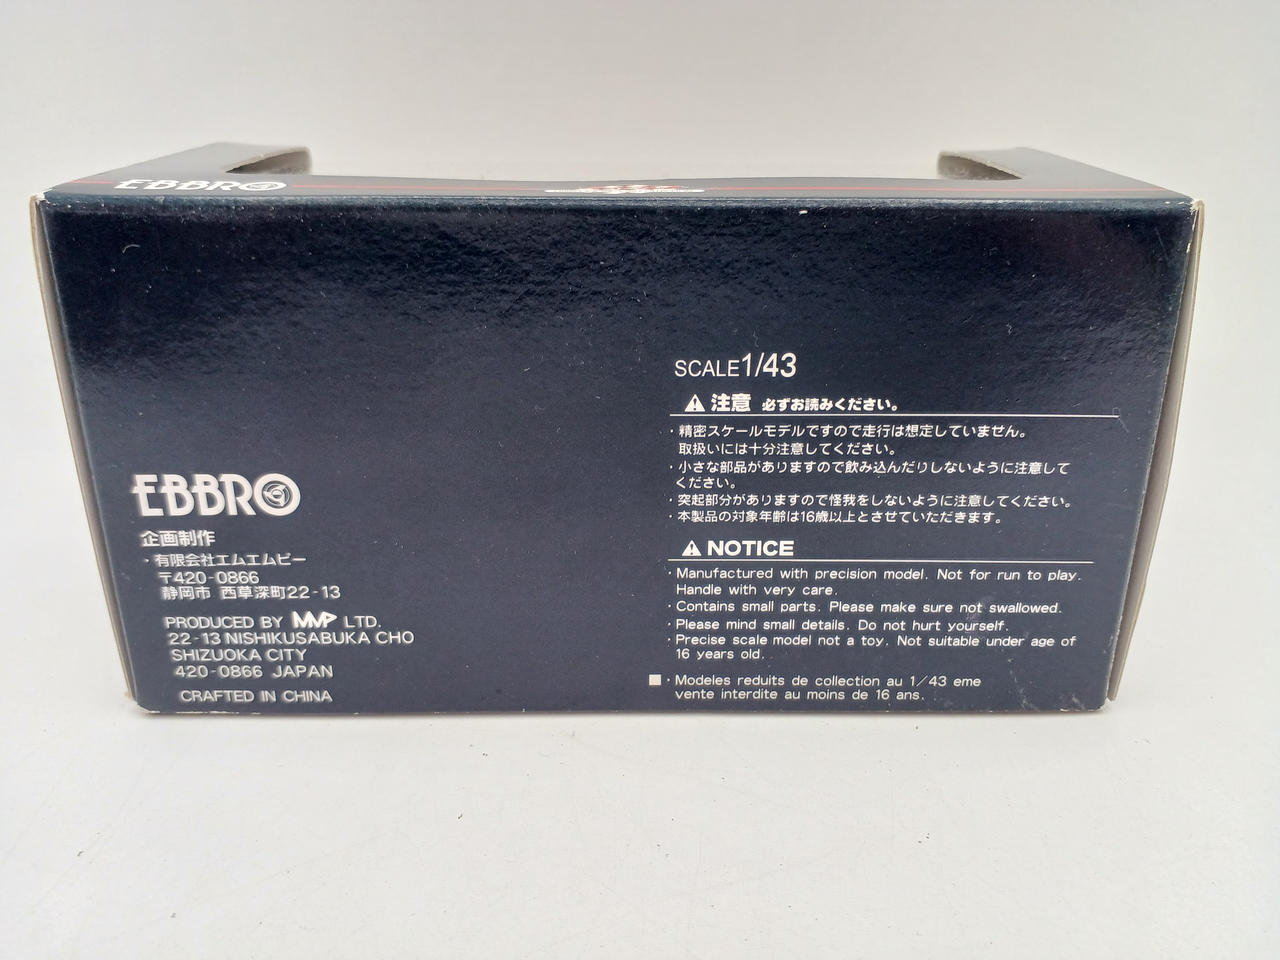 EBBRO
EBBRO
企画制作
・有限会社エムエムピー
〒420-0866
静岡市 西草深町22-13
PRODUCED BY MMP LTD.
22-13 NISHIKUSABUKA CHO
SHIZUOKA CITY
420-0866 JAPAN
CRAFTED IN CHINA
SCALE1/43
⚠ 注意 必ずお読みください。
・精密スケールモデルですので走行は想定していません。
取扱いには十分注意してください。
・小さな部品がありますので飲み込んだりしないように注意して
ください。
・突起部分がありますので怪我をしないように注意してください。
・本製品の対象年齢は16歳以上とさせていただきます。
⚠ NOTICE
・Manufactured with precision model. Not for run to play.
Handle with very care.
・Contains small parts. Please make sure not swallowed.
・Please mind small details. Do not hurt yourself.
・Precise scale model not a toy. Not suitable under age of
16 years old.
■・Modeles reduits de collection au 1/43 eme
vente interdite au moins de 16 ans.